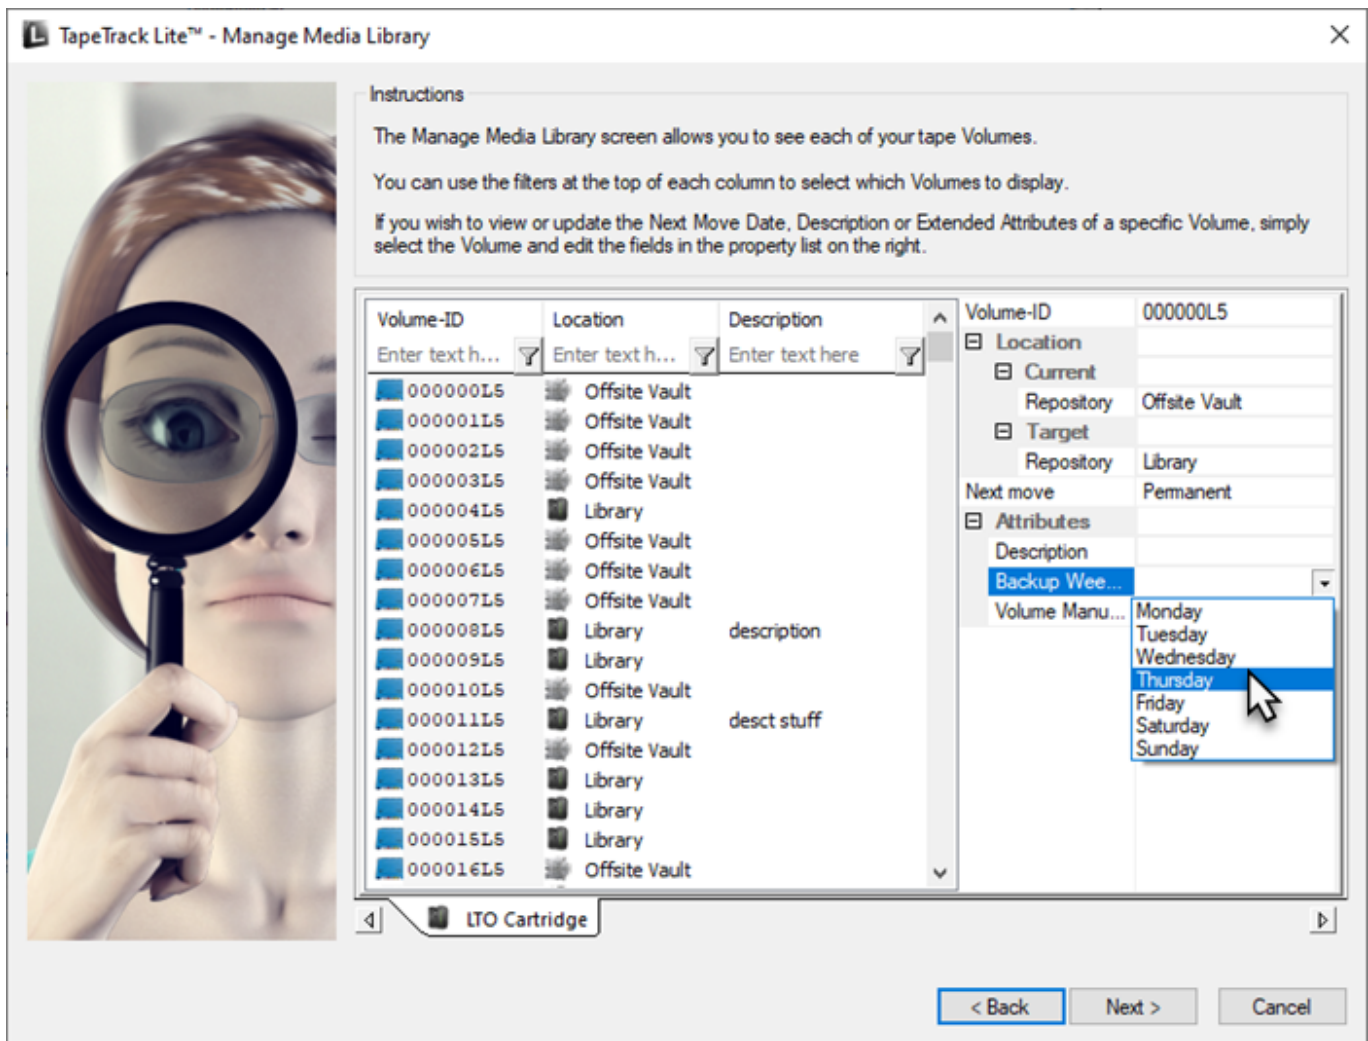 TapeTrack Lite™ - Manage Media Library
Instructions
The Manage Media Library screen allows you to see each of your tape Volumes.
You can use the filters at the top of each column to select which Volumes to display.
If you wish to view or update the Next Move Date, Description or Extended Attributes of a specific Volume, simply
select the Volume and edit the fields in the property list on the right.
Volume-ID Location Description
Enter text h... Enter text h... Enter text here
000000L5 Offsite Vault
000001L5 Offsite Vault
000002L5 Offsite Vault
000003L5 Offsite Vault
000004L5 Library
000005L5 Offsite Vault
000006L5 Offsite Vault
000007L5 Offsite Vault
000008L5 Library description
000009L5 Library
000010L5 Offsite Vault
000011L5 Library desct stuff
000012L5 Offsite Vault
000013L5 Library
000014L5 Library
000015L5 Library
000016L5 Offsite Vault
Volume-ID 000000L5
Location
Current
Repository Offsite Vault
Target
Repository Library
Next move Permanent
Attributes
Description
Backup Wee...
Volume Manu...
Monday
Tuesday
Wednesday
Thursday
Friday
Saturday
Sunday
LTO Cartridge
< Back Next > Cancel